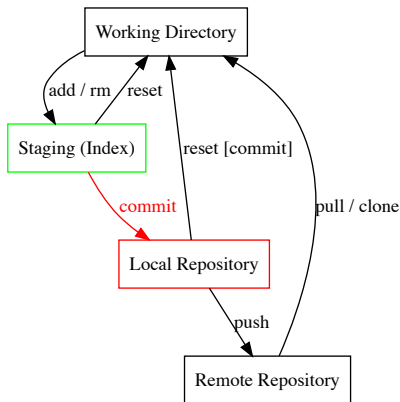 Working Directory
add / rm
reset
Staging (Index)
reset [commit]
commit
pull / clone
Local Repository
push
Remote Repository